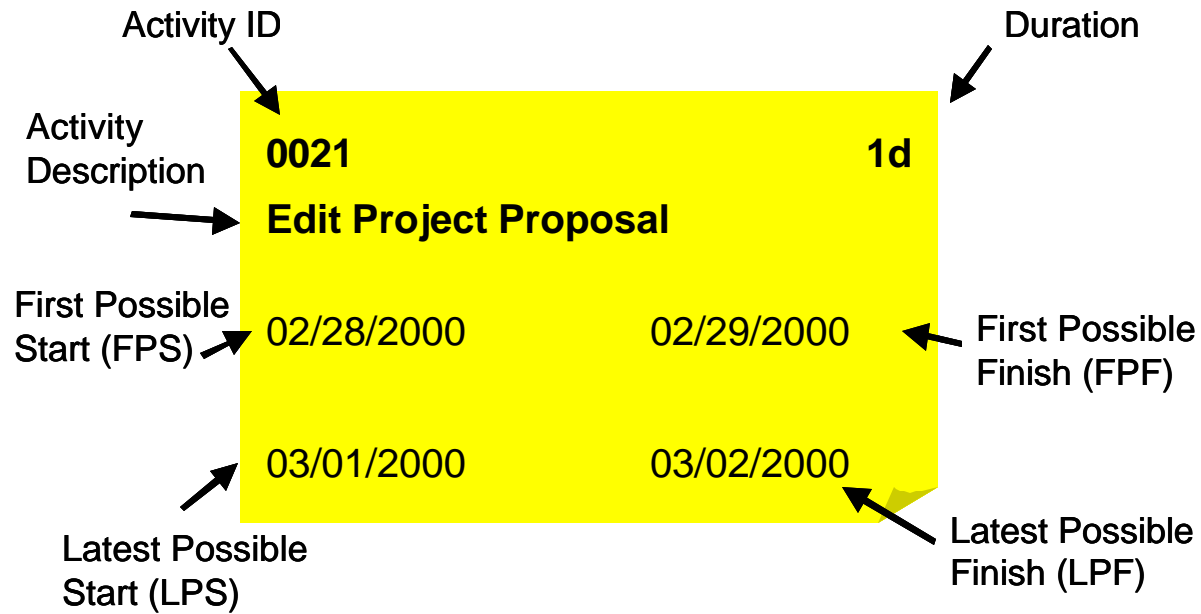 Activity ID
Duration
Activity
Description
0021
1d
Edit Project Proposal
First Possible
Start (FPS)
02/28/2000
02/29/2000
First Possible
Finish (FPF)
03/01/2000
03/02/2000
Latest Possible
Start (LPS)
Latest Possible
Finish (LPF)